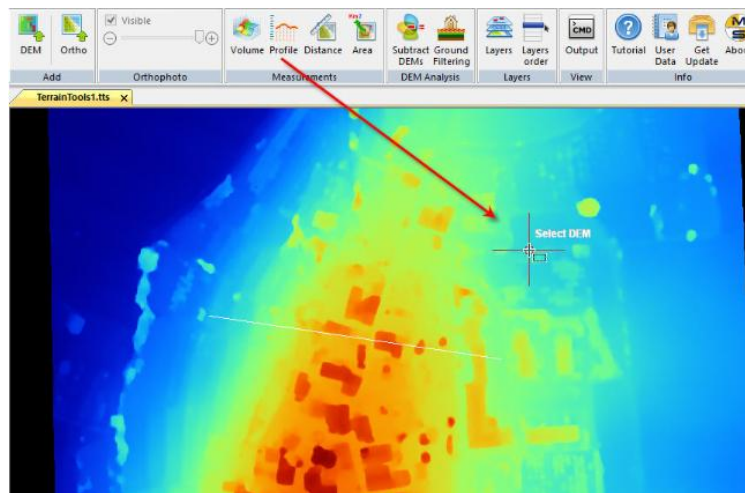 Visible
DEM Ortho
Volume Profile Distance Area
Subtract Ground Layers Layers Output Tutorial User Get
DEMs Filtering order Data Update
Add Orthophoto Measurements DEM Analysis Layers View Info
TerrainTools1.tts x
Select DEM